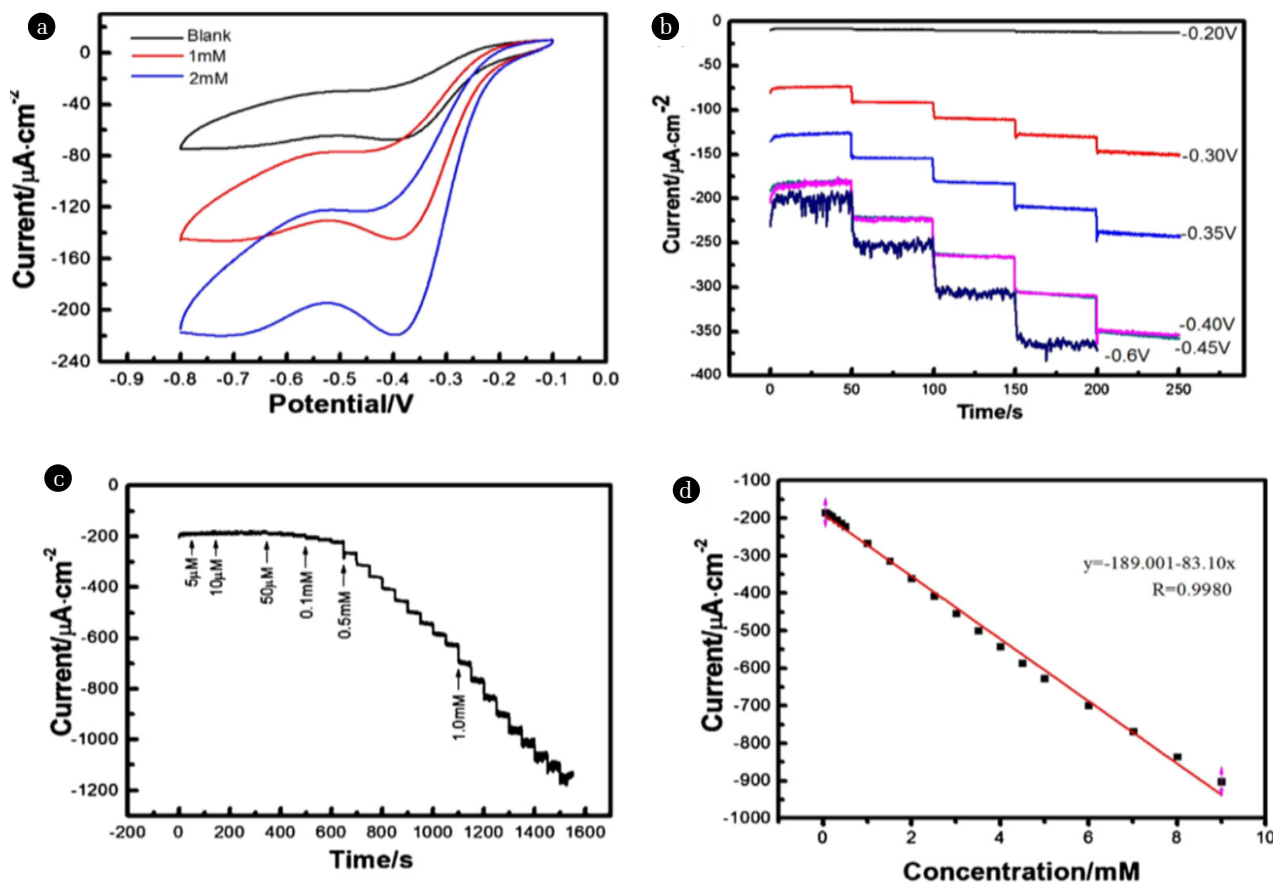 a
Blank
1mM
2mM
0
-40
-80
-120
-160
-200
-240
-0.9 -0.8 -0.7 -0.6 -0.5 -0.4 -0.3 -0.2 -0.1 0.0
Current/μA·cm-2
Potential/V
b
0
-50
-100
-150
-200
-250
-300
-350
-400
0 50 100 150 200 250
-0.20V
-0.30V
-0.35V
-0.40V
-0.45V
-0.6V
Current/μA·cm-2
Time/s
c
0
-200
-400
-600
-800
-1000
-1200
-200 0 200 400 600 800 1000 1200 1400 1600
5μM
10μM
50μM
0.1mM
0.5mM
1.0mM
Current/μA·cm-2
Time/s
d
-100
-200
-300
-400
-500
-600
-700
-800
-900
-1000
0 2 4 6 8 10
y=-189.001-83.10x
R=0.9980
Current/μA·cm-2
Concentration/mM